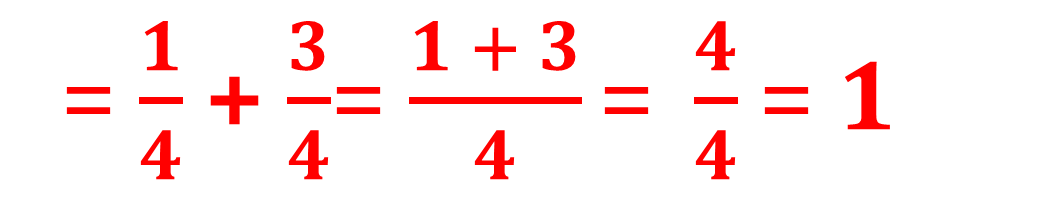 = 1/4 + 3/4 = (1 + 3)/4 = 4/4 = 1